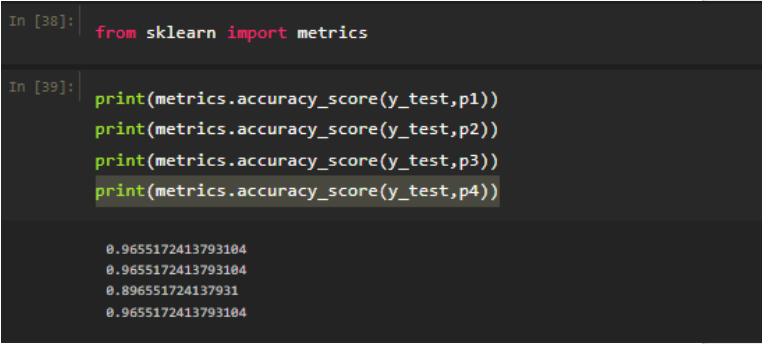 In [38]:
from sklearn import metrics
In [39]:
print(metrics.accuracy_score(y_test,p1))
print(metrics.accuracy_score(y_test,p2))
print(metrics.accuracy_score(y_test,p3))
print(metrics.accuracy_score(y_test,p4))
0.9655172413793104
0.9655172413793104
0.896551724137931
0.9655172413793104